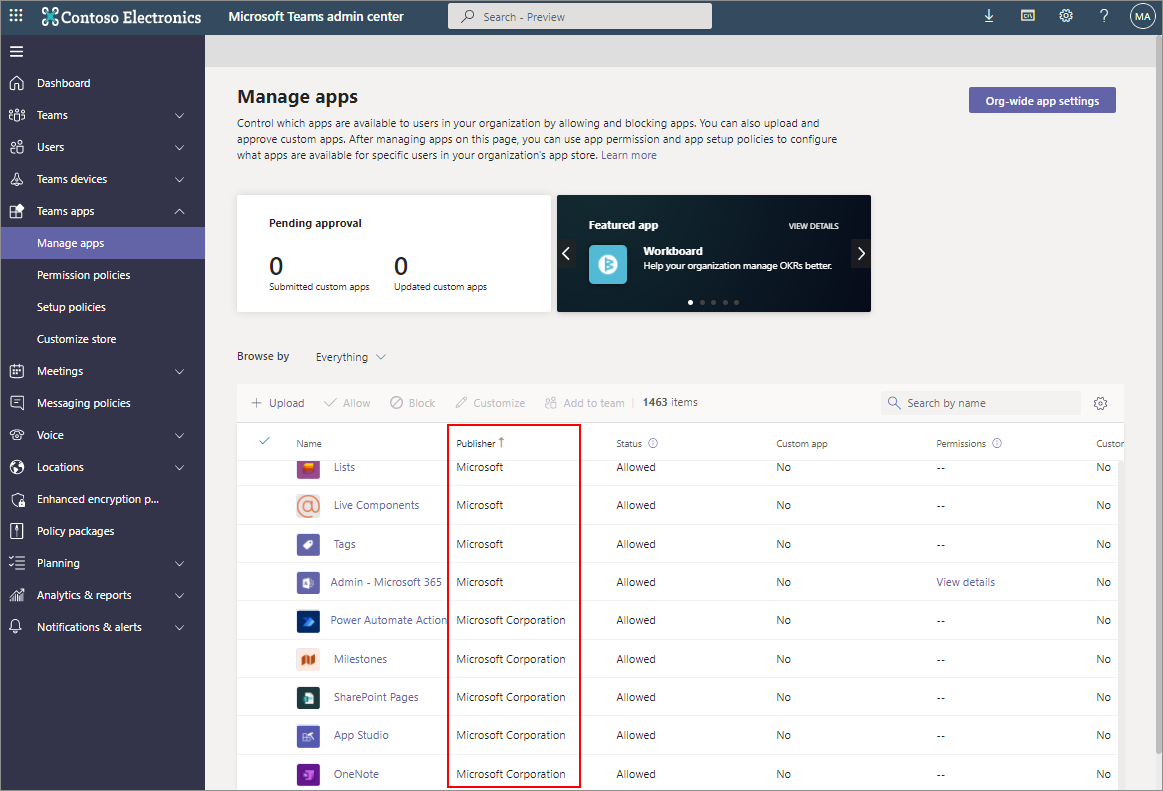 Contoso Electronics
Microsoft Teams admin center
Search - Preview
MA
Dashboard
Teams
Users
Teams devices
Teams apps
Manage apps
Permission policies
Setup policies
Customize store
Meetings
Messaging policies
Voice
Locations
Enhanced encryption p...
Policy packages
Planning
Analytics & reports
Notifications & alerts
Manage apps
Org-wide app settings
Control which apps are available to users in your organization by allowing and blocking apps. You can also upload and
approve custom apps. After managing apps on this page, you can use app permission and app setup policies to configure
what apps are available for specific users in your organization's app store. Learn more
Pending approval
0 0
Submitted custom apps Updated custom apps
Featured app VIEW DETAILS
Workboard
Help your organization manage OKRs better.
Browse by Everything
+ Upload Allow Block Customize Add to team | 1463 items Search by name
Name Publisher ↑ Status Custom app Permissions Custor
Lists Microsoft Allowed No -- No
Live Components Microsoft Allowed No -- No
Tags Microsoft Allowed No -- No
Admin - Microsoft 365 Microsoft Allowed No View details No
Power Automate Action Microsoft Corporation Allowed No -- No
Milestones Microsoft Corporation Allowed No -- No
SharePoint Pages Microsoft Corporation Allowed No -- No
App Studio Microsoft Corporation Allowed No -- No
OneNote Microsoft Corporation Allowed No -- No